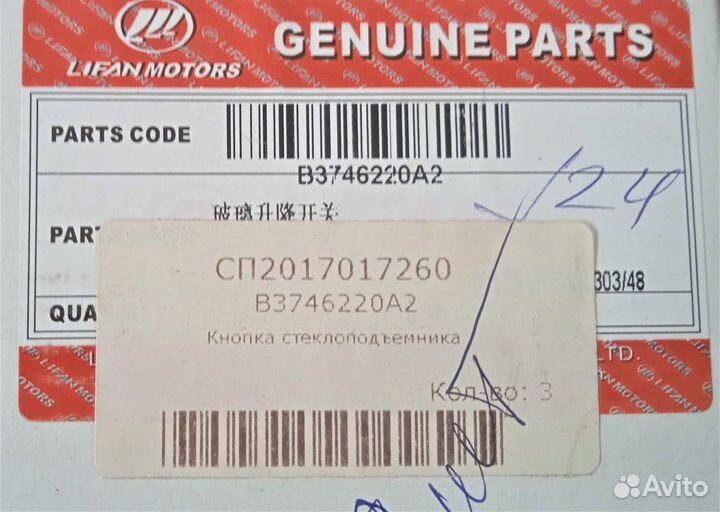 LIFAN MOTORS
GENUINE PARTS
PARTS CODE
B3746220A2
124
玻璃升降开关
PART
СП2017017260
303/48
B3746220A2
QUA
Кнопка стеклоподъемника
LTD.
Кол-во: 3
Avito